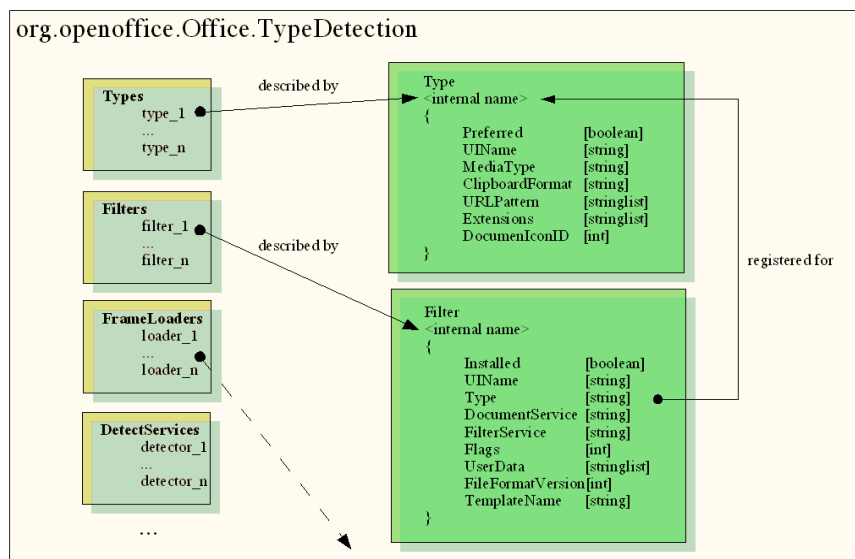 org.openoffice.Office.TypeDetection
Types
type_1
...
type_n
Filters
filter_1
...
filter_n
FrameLoaders
loader_1
...
loader_n
DetectServices
detector_1
...
detector_n
...
described by
described by
Type
<internal name>
{
Preferred [boolean]
UIName [string]
MediaType [string]
ClipboardFormat [string]
URLPattern [stringlist]
Extensions [stringlist]
DocumenIconID [int]
}
Filter
<internal name>
{
Installed [boolean]
UIName [string]
Type [string]
DocumentService [string]
FilterService [string]
Flags [int]
UserData [stringlist]
FileFormatVersion[int]
TemplateName [string]
}
registered for